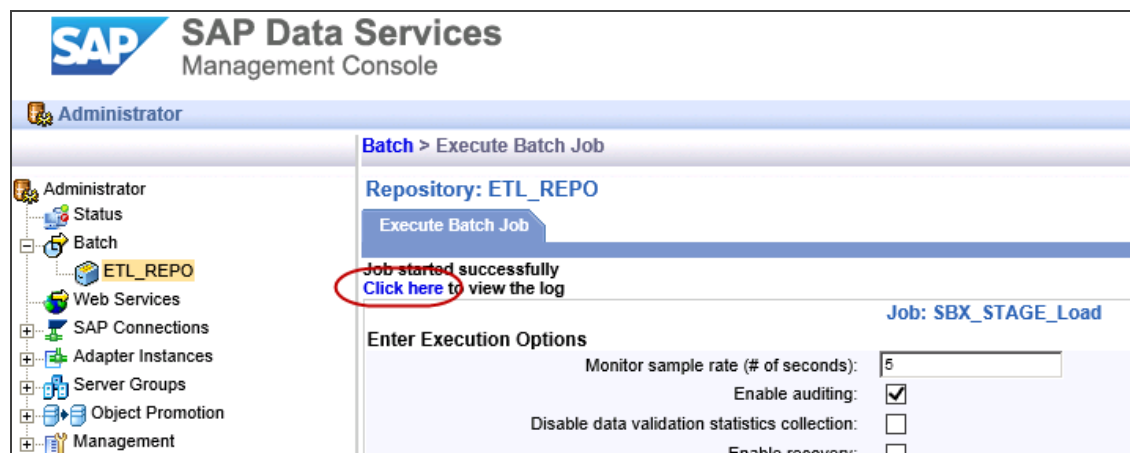 SAP
SAP Data Services
Management Console
Administrator
Batch > Execute Batch Job
Administrator
Status
Batch
ETL_REPO
Web Services
SAP Connections
Adapter Instances
Server Groups
Object Promotion
Management
Repository: ETL_REPO
Execute Batch Job
Job started successfully
Click here to view the log
Job: SBX_STAGE_Load
Enter Execution Options
Monitor sample rate (# of seconds): 5
Enable auditing:
Disable data validation statistics collection:
Enable recovery: